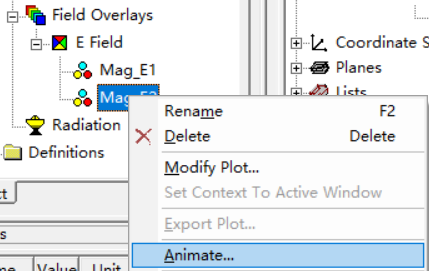 Field Overlays
E Field
Mag_E1
Mag_E2
Radiation
Definitions
Coordinate S
Planes
Lists
Rename F2
Delete Delete
Modify Plot...
Set Context To Active Window
Export Plot...
Animate...
Value Unit